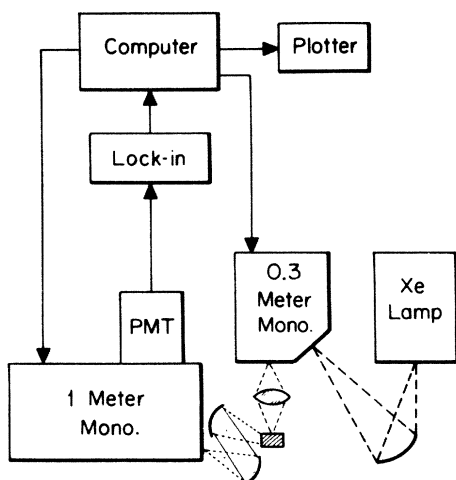 Computer
Plotter
Lock-in
PMT
1 Meter
Mono.
0.3
Meter
Mono.
Xe
Lamp